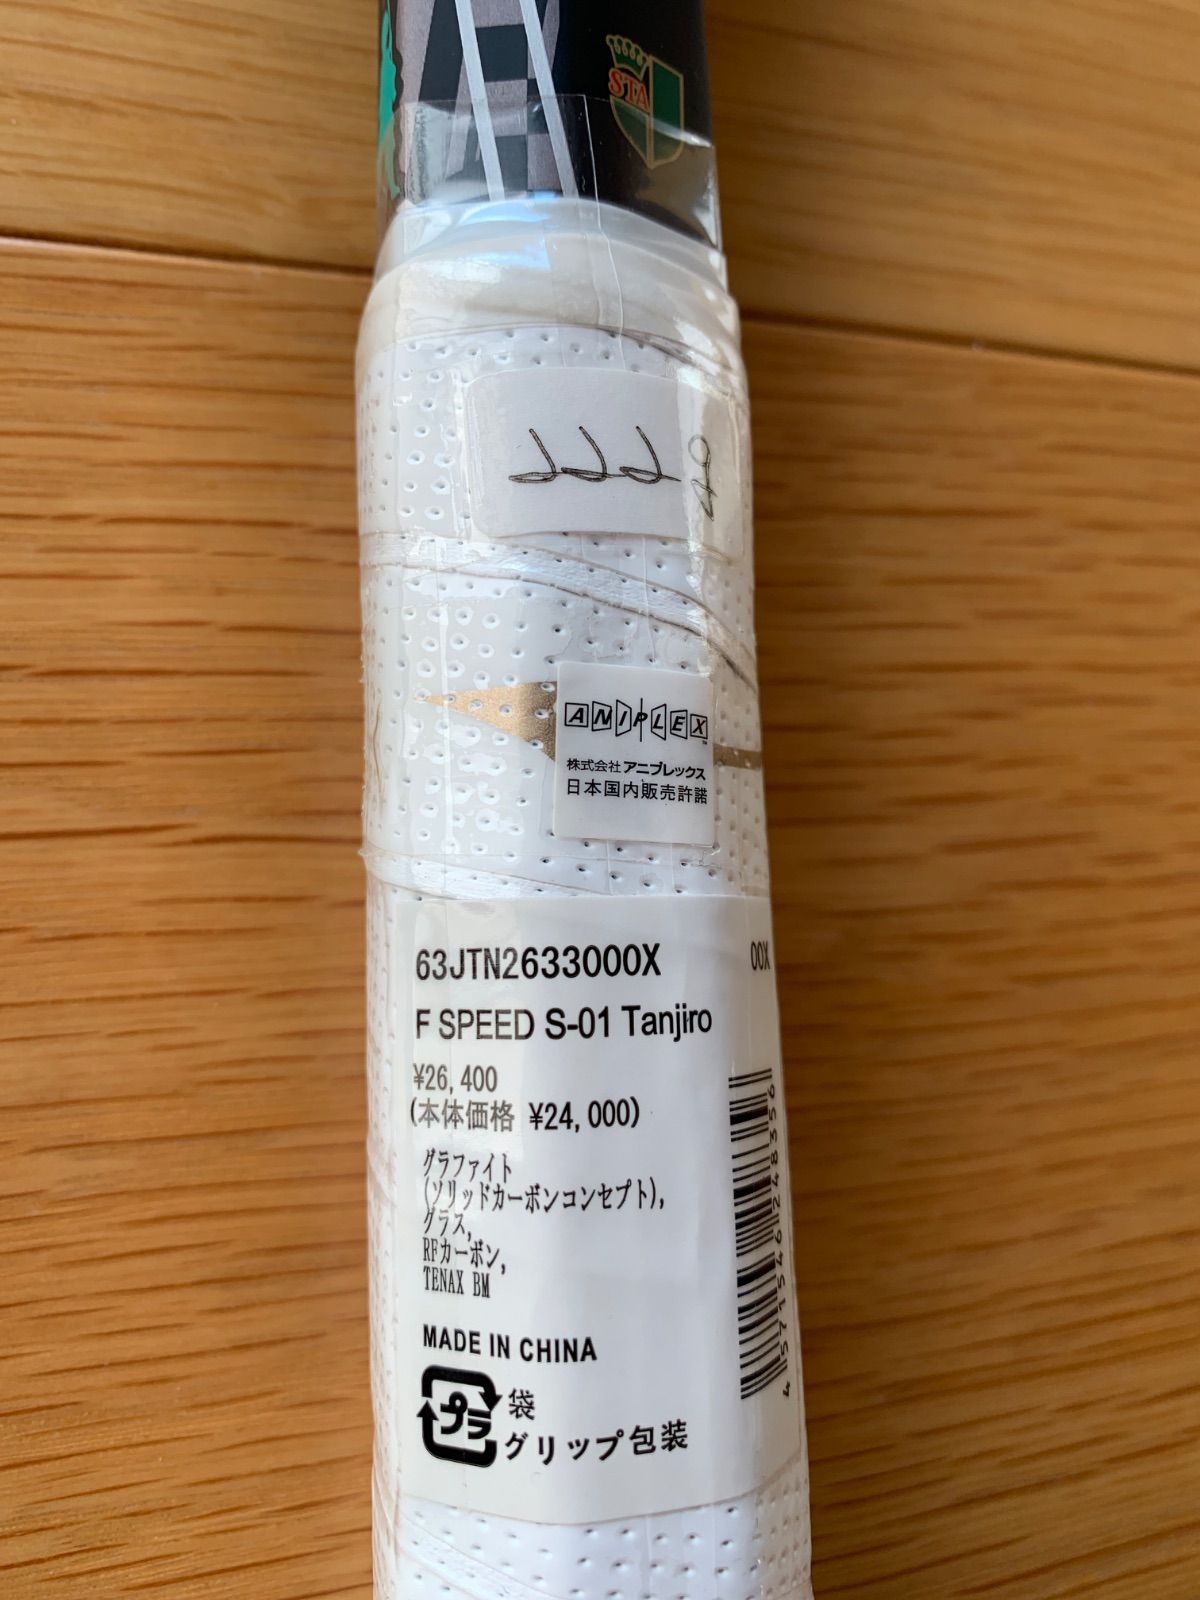 STA
ANIPLEX
株式会社アニプレックス
日本国内販売許諾
63JTN2633000X
00X
F SPEED S-01 Tanjiro
¥26,400
(本体価格 ¥24,000)
グラファイト
(ソリッドカーボンコンセプト),
グラス,
RFカーボン,
TENAX BM
MADE IN CHINA
プラ
袋
グリップ包装
4571546248356